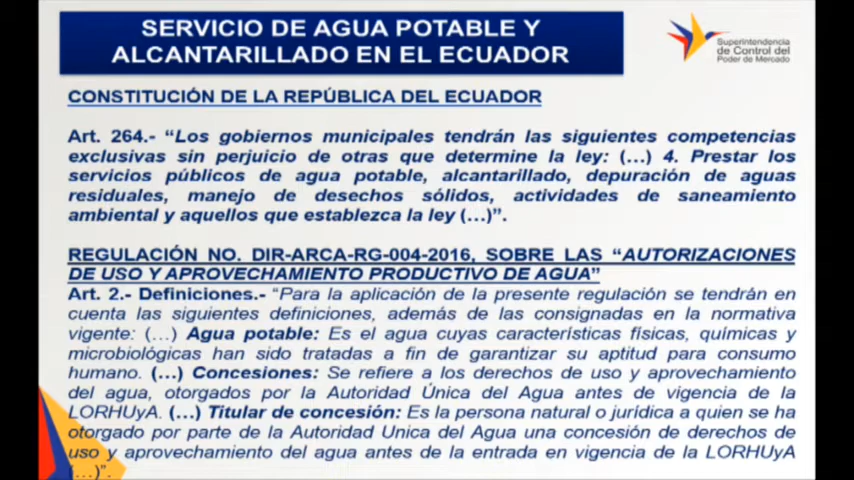 SERVICIO DE AGUA POTABLE Y
ALCANTARILLADO EN EL ECUADOR
Superintendencia
de Control del
Poder de Mercado
CONSTITUCIÓN DE LA REPÚBLICA DEL ECUADOR
Art. 264.- “Los gobiernos municipales tendrán las siguientes competencias
exclusivas sin perjuicio de otras que determine la ley: (…) 4. Prestar los
servicios públicos de agua potable, alcantarillado, depuración de aguas
residuales, manejo de desechos sólidos, actividades de saneamiento
ambiental y aquellos que establezca la ley (…)”.
REGULACIÓN NO. DIR-ARCA-RG-004-2016, SOBRE LAS “AUTORIZACIONES
DE USO Y APROVECHAMIENTO PRODUCTIVO DE AGUA”
Art. 2.- Definiciones.- “Para la aplicación de la presente regulación se tendrán en
cuenta las siguientes definiciones, además de las consignadas en la normativa
vigente: (…) Agua potable: Es el agua cuyas características físicas, químicas y
microbiológicas han sido tratadas a fin de garantizar su aptitud para consumo
humano. (…) Concesiones: Se refiere a los derechos de uso y aprovechamiento
del agua, otorgados por la Autoridad Única del Agua antes de vigencia de la
LORHUyA. (…) Titular de concesión: Es la persona natural o jurídica a quien se ha
otorgado por parte de la Autoridad Unica del Agua una concesión de derechos de
uso y aprovechamiento del agua antes de la entrada en vigencia de la LORHUyA
(…)”.